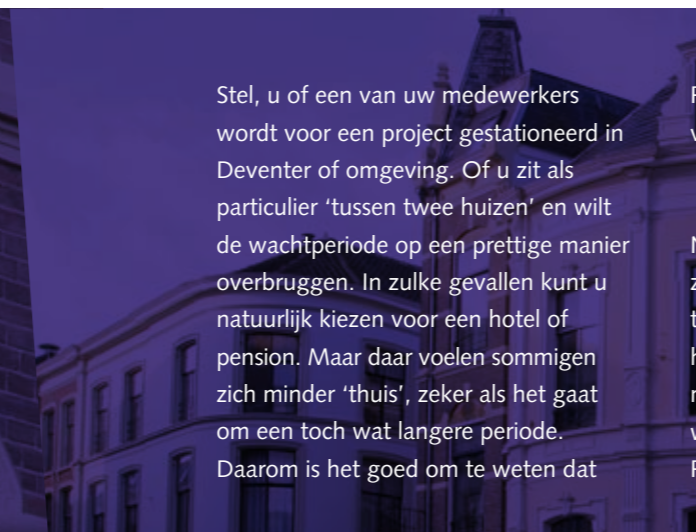 Stel, u of een van uw medewerkers
wordt voor een project gestationeerd in
Deventer of omgeving. Of u zit als
particulier ‘tussen twee huizen’ en wilt
de wachtperiode op een prettige manier
overbruggen. In zulke gevallen kunt u
natuurlijk kiezen voor een hotel of
pension. Maar daar voelen sommigen
zich minder ‘thuis’, zeker als het gaat
om een toch wat langere periode.
Daarom is het goed om te weten dat